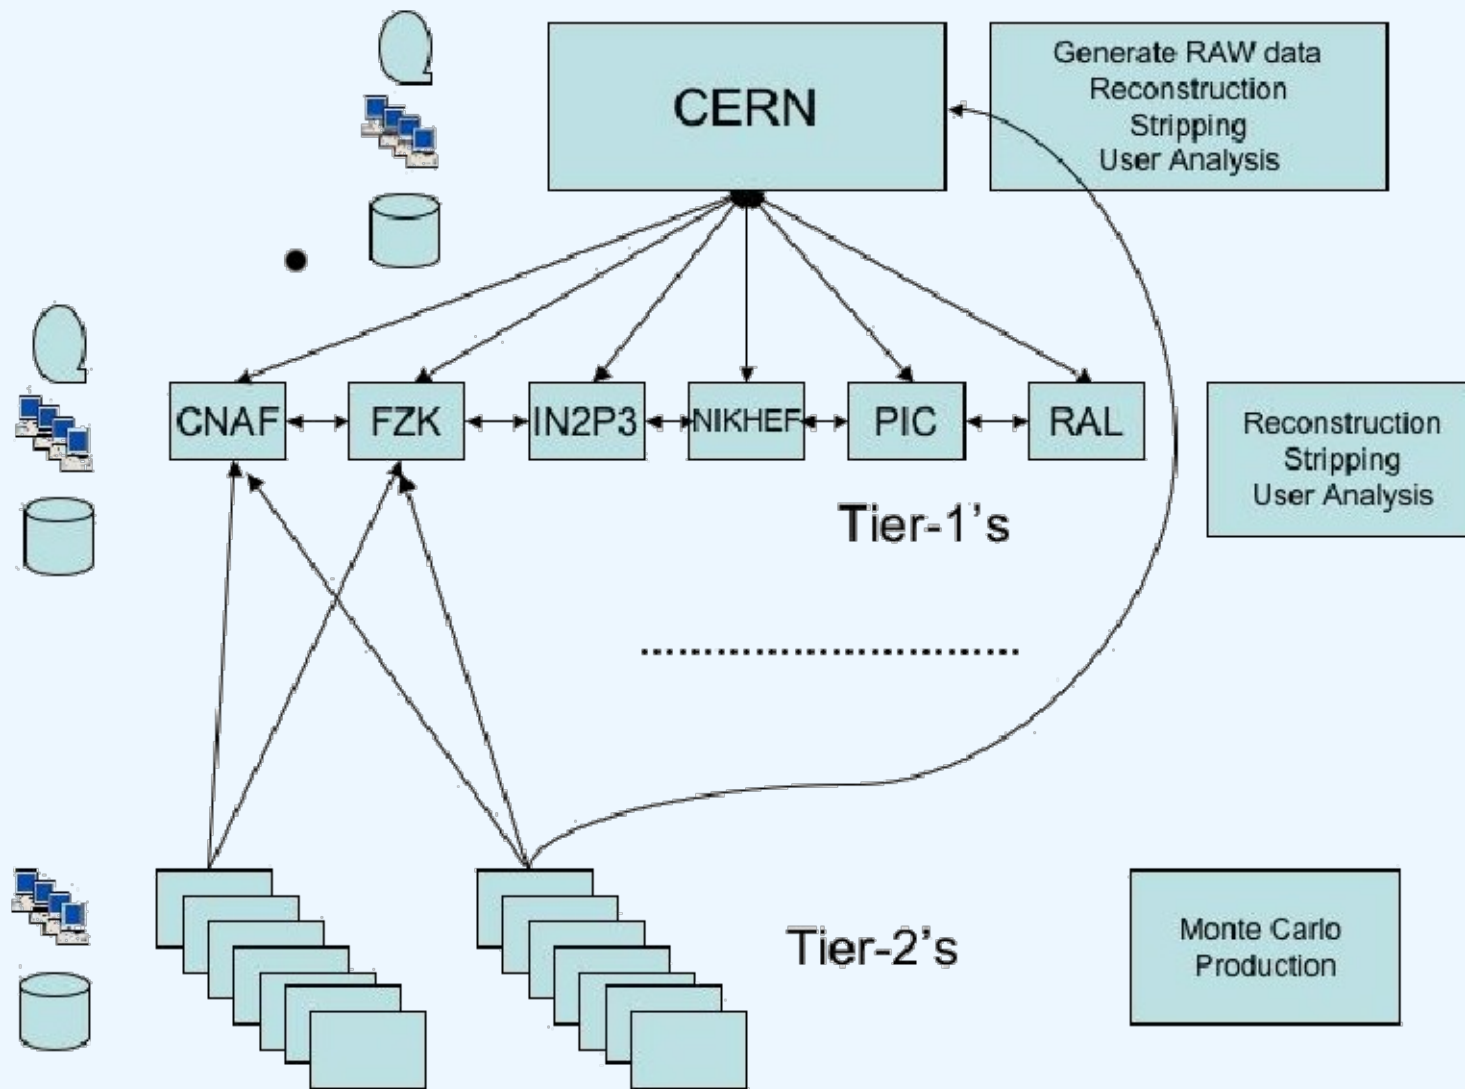 CERN
Generate RAW data
Reconstruction
Stripping
User Analysis
CNAF
FZK
IN2P3
NIKHEF
PIC
RAL
Reconstruction
Stripping
User Analysis
Tier-1's
Tier-2's
Monte Carlo
Production